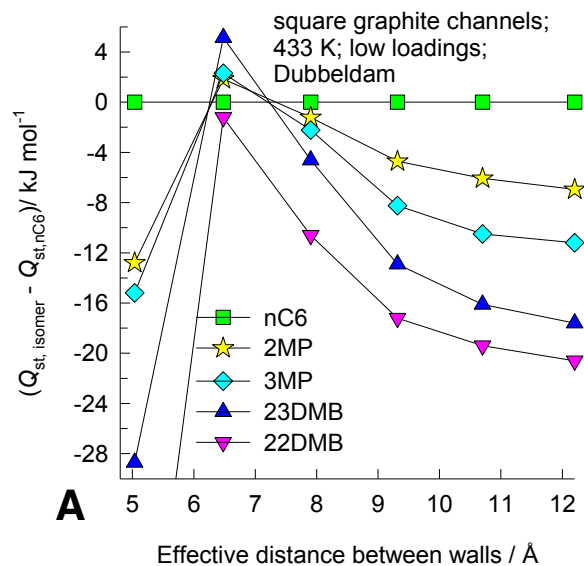 square graphite channels;
433 K; low loadings;
Dubbeldam
(Qst, isomer - Qst,nC6)/ kJ mol−1
4
0
-4
-8
-12
-16
-20
-24
-28
nC6
2MP
3MP
23DMB
22DMB
A
5 6 7 8 9 10 11 12
Effective distance between walls / Å